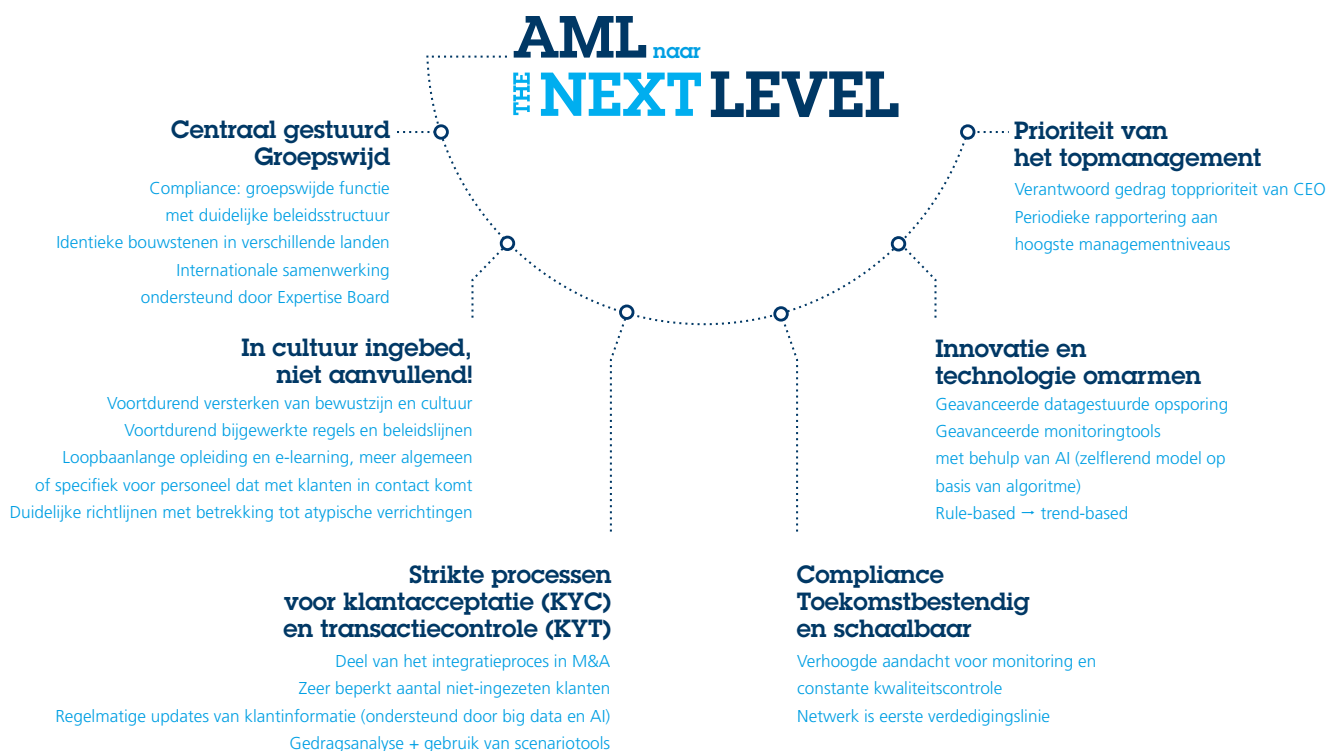 AML naar
THE NEXT LEVEL
Centraal gestuurd
Groepswijd
Compliance: groepswijde functie
met duidelijke beleidsstructuur
Identieke bouwstenen in verschillende landen
Internationale samenwerking
ondersteund door Expertise Board
In cultuur ingebed,
niet aanvullend!
Voortdurend versterken van bewustzijn en cultuur
Voortdurend bijgewerkte regels en beleidslijnen
Loopbaanlange opleiding en e-learning, meer algemeen
of specifiek voor personeel dat met klanten in contact komt
Duidelijke richtlijnen met betrekking tot atypische verrichtingen
Strikte processen
voor klantacceptatie (KYC)
en transactiecontrole (KYT)
Deel van het integratieproces in M&A
Zeer beperkt aantal niet-ingezeten klanten
Regelmatige updates van klantinformatie (ondersteund door big data en AI)
Gedragsanalyse + gebruik van scenariotools
Compliance
Toekomstbestendig
en schaalbaar
Verhoogde aandacht voor monitoring en
constante kwaliteitscontrole
Netwerk is eerste verdedigingslinie
Innovatie en
technologie omarmen
Geavanceerde datagestuurde opsporing
Geavanceerde monitoringtools
met behulp van AI (zelflerend model op
basis van algoritme)
Rule-based → trend-based
Prioriteit van
het topmanagement
Verantwoord gedrag topprioriteit van CEO
Periodieke rapportering aan
hoogste managementniveaus